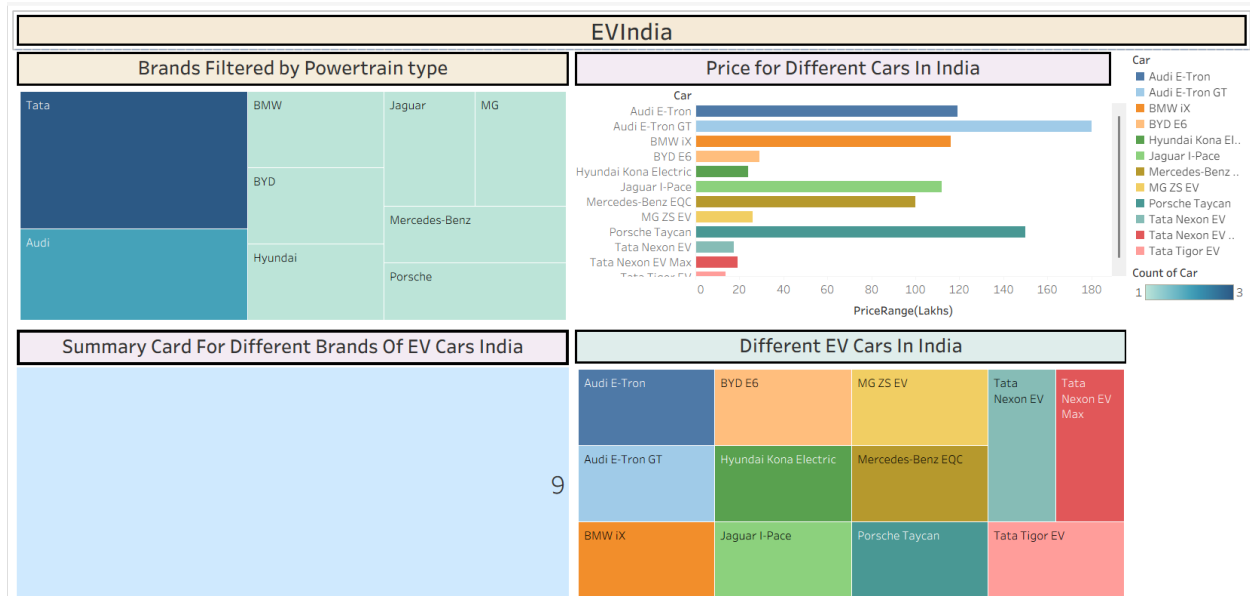 EVIndia
Brands Filtered by Powertrain type
Tata
Audi
BMW
BYD
Hyundai
Jaguar
MG
Mercedes-Benz
Porsche
Price for Different Cars In India
Car
Audi E-Tron
Audi E-Tron GT
BMW iX
BYD E6
Hyundai Kona Electric
Jaguar I-Pace
Mercedes-Benz EQC
MG ZS EV
Porsche Taycan
Tata Nexon EV
Tata Nexon EV Max
Tata Tigor EV
0 20 40 60 80 100 120 140 160 180
PriceRange(Lakhs)
Car
Audi E-Tron
Audi E-Tron GT
BMW iX
BYD E6
Hyundai Kona El..
Jaguar I-Pace
Mercedes-Benz ..
MG ZS EV
Porsche Taycan
Tata Nexon EV
Tata Nexon EV ..
Tata Tigor EV
Count of Car
1 3
Summary Card For Different Brands Of EV Cars India
9
Different EV Cars In India
Audi E-Tron
Audi E-Tron GT
BMW iX
BYD E6
Hyundai Kona Electric
Jaguar I-Pace
MG ZS EV
Mercedes-Benz EQC
Porsche Taycan
Tata
Nexon EV
Tata
Nexon EV
Max
Tata Tigor EV